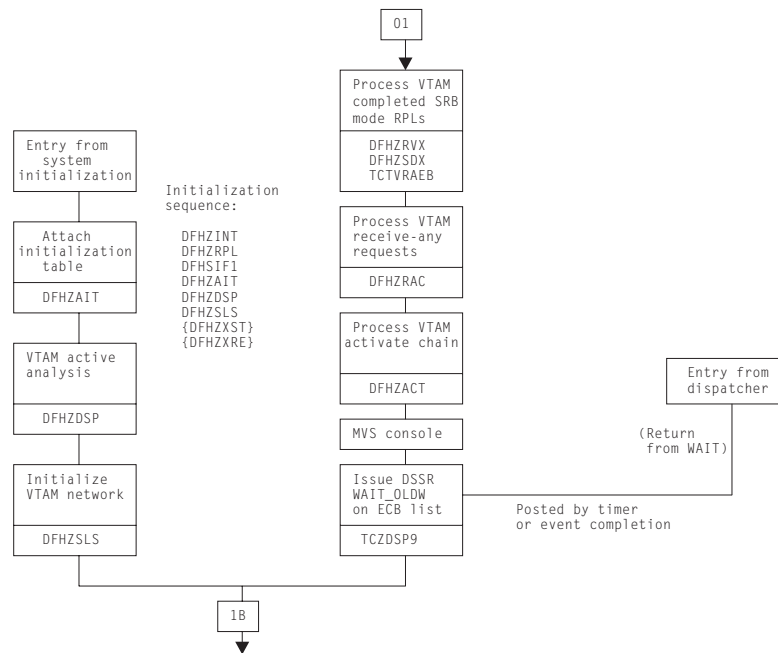 01
Process VTAM
completed SRB
mode RPLs
DFHZRVX
DFHZSDX
TCTVRAEB
Entry from
system
initialization
Initialization
sequence:
DFHZINT
DFHZRPL
DFHSIF1
DFHZAIT
DFHZDSP
DFHZSLS
{DFHZXST}
{DFHZXRE}
Attach
initialization
table
DFHZAIT
Process VTAM
receive-any
requests
DFHZRAC
Process VTAM
activate chain
DFHZACT
VTAM active
analysis
DFHZDSP
Entry from
dispatcher
MVS console
(Return
from WAIT)
Initialize
VTAM network
DFHZSLS
Issue DSSR
WAIT_OLDW
on ECB list
TCZDSP9
Posted by timer
or event completion
1B